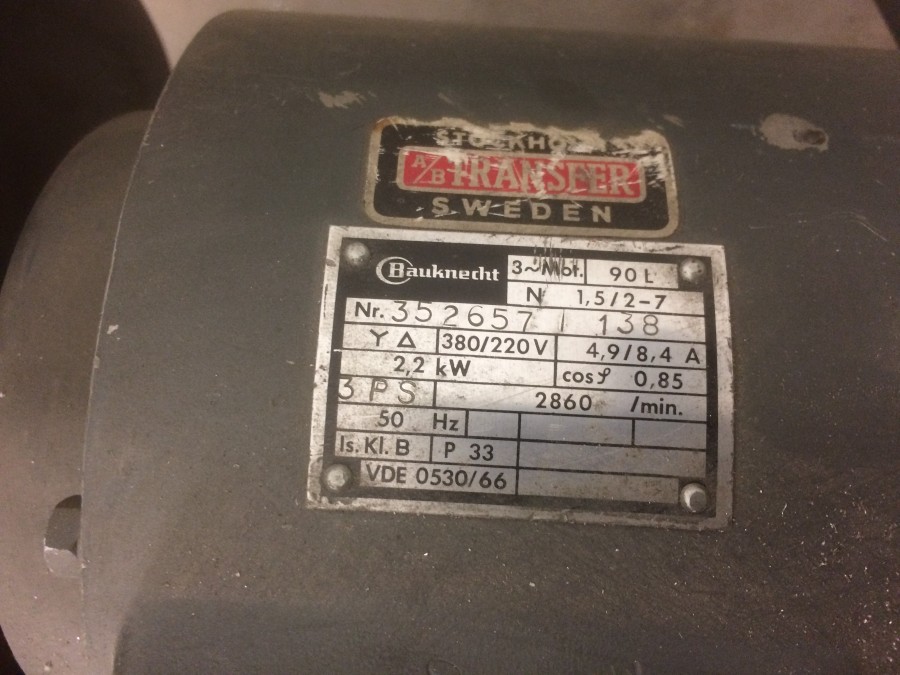 A/B TRANSFER
SWEDEN
Bauknecht 3~Mot. 90 L
N 1,5/2-7
Nr. 352657 / 138
Y Δ 380/220 V 4,9/8,4 A
2,2 kW cosφ 0,85
3 PS 2860 /min.
50 Hz
Is. Kl. B P 33
VDE 0530/66